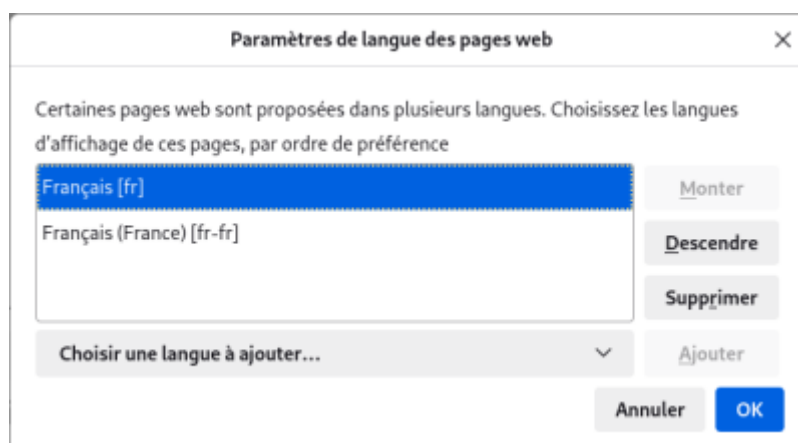 Paramètres de langue des pages web
Certaines pages web sont proposées dans plusieurs langues. Choisissez les langues
d'affichage de ces pages, par ordre de préférence
Français [fr]
Monter
Français (France) [fr-fr]
Descendre
Supprimer
Choisir une langue à ajouter...
Ajouter
Annuler
OK